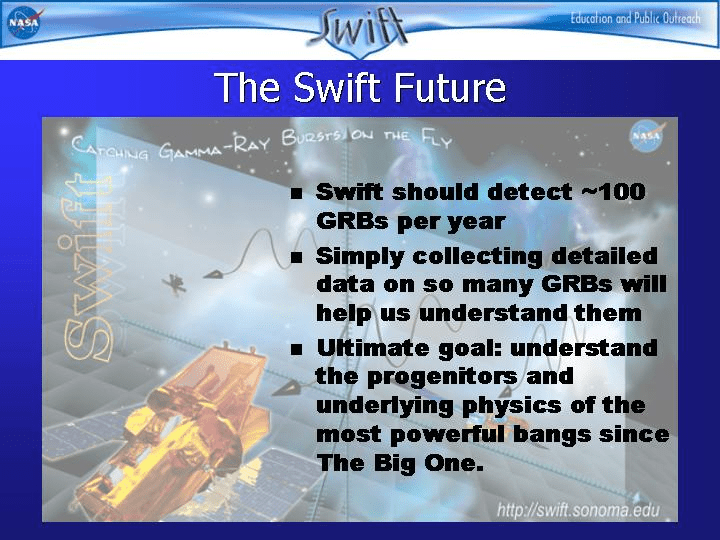 NASA
Swift
Education and Public Outreach
The Swift Future
Catching Gamma-Ray Bursts on the Fly
NASA
Swift
■ Swift should detect ~100
GRBs per year
■ Simply collecting detailed
data on so many GRBs will
help us understand them
■ Ultimate goal: understand
the progenitors and
underlying physics of the
most powerful bangs since
The Big One.
http://swift.sonoma.edu